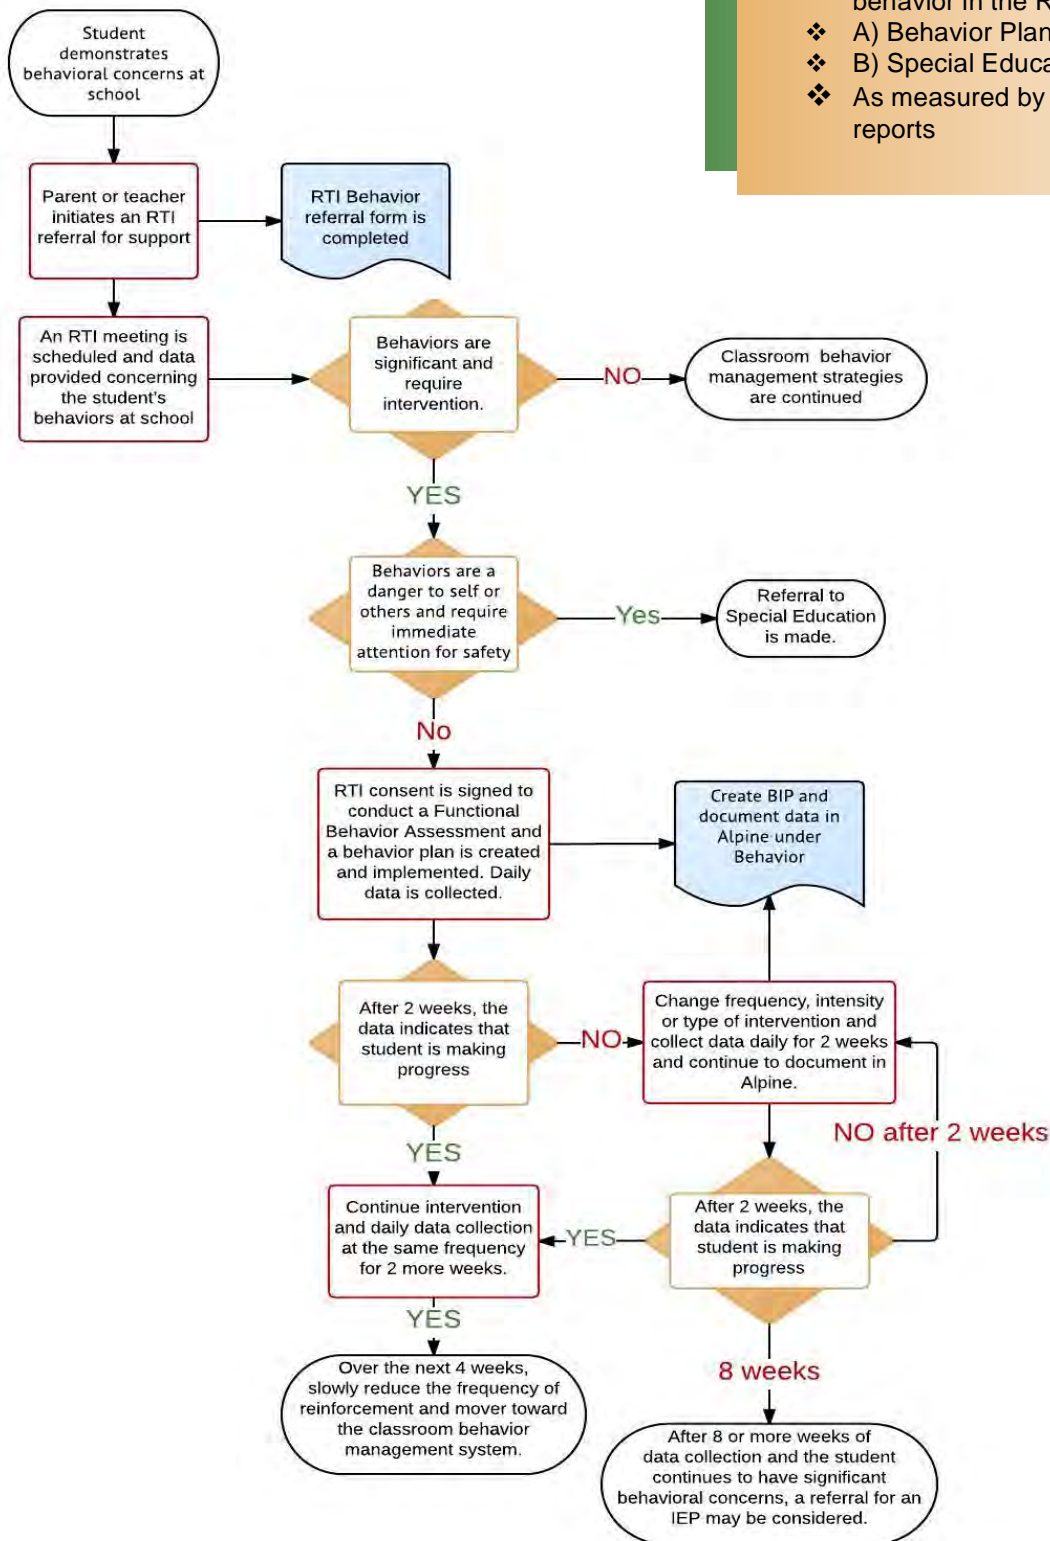 behavior in the R
❖ A) Behavior Plan
❖ B) Special Educa
❖ As measured by
reports
Student
demonstrates
behavioral concerns at
school
Parent or teacher
initiates an RTI
referral for support
RTI Behavior
referral form is
completed
An RTI meeting is
scheduled and data
provided concerning
the student's
behaviors at school
Behaviors are
significant and
require
intervention.
NO
Classroom behavior
management strategies
are continued
YES
Behaviors are a
danger to self or
others and require
immediate
attention for safety
Yes
Referral to
Special Education
is made.
No
RTI consent is signed to
conduct a Functional
Behavior Assessment and
a behavior plan is created
and implemented. Daily
data is collected.
Create BIP and
document data in
Alpine under
Behavior
After 2 weeks, the
data indicates that
student is making
progress
NO
Change frequency, intensity
or type of intervention and
collect data daily for 2 weeks
and continue to document in
Alpine.
NO after 2 weeks
YES
Continue intervention
and daily data collection
at the same frequency
for 2 more weeks.
YES
After 2 weeks, the
data indicates that
student is making
progress
YES
8 weeks
Over the next 4 weeks,
slowly reduce the frequency of
reinforcement and mover toward
the classroom behavior
management system.
After 8 or more weeks of
data collection and the student
continues to have significant
behavioral concerns, a referral for an
IEP may be considered.